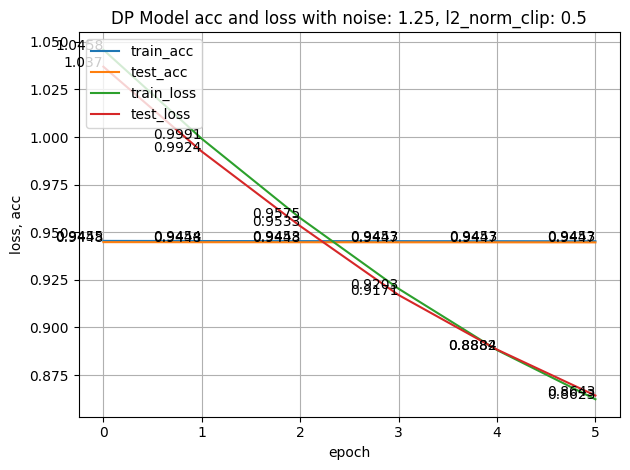 DP Model acc and loss with noise: 1.25, l2_norm_clip: 0.5
train_acc
test_acc
train_loss
test_loss
1.0458
1.037
0.9991
0.9924
0.9575
0.9533
0.9203
0.9171
0.8643
0.8623
1.050
1.025
1.000
0.975
0.950
0.925
0.900
0.875
loss, acc
0 1 2 3 4 5
epoch